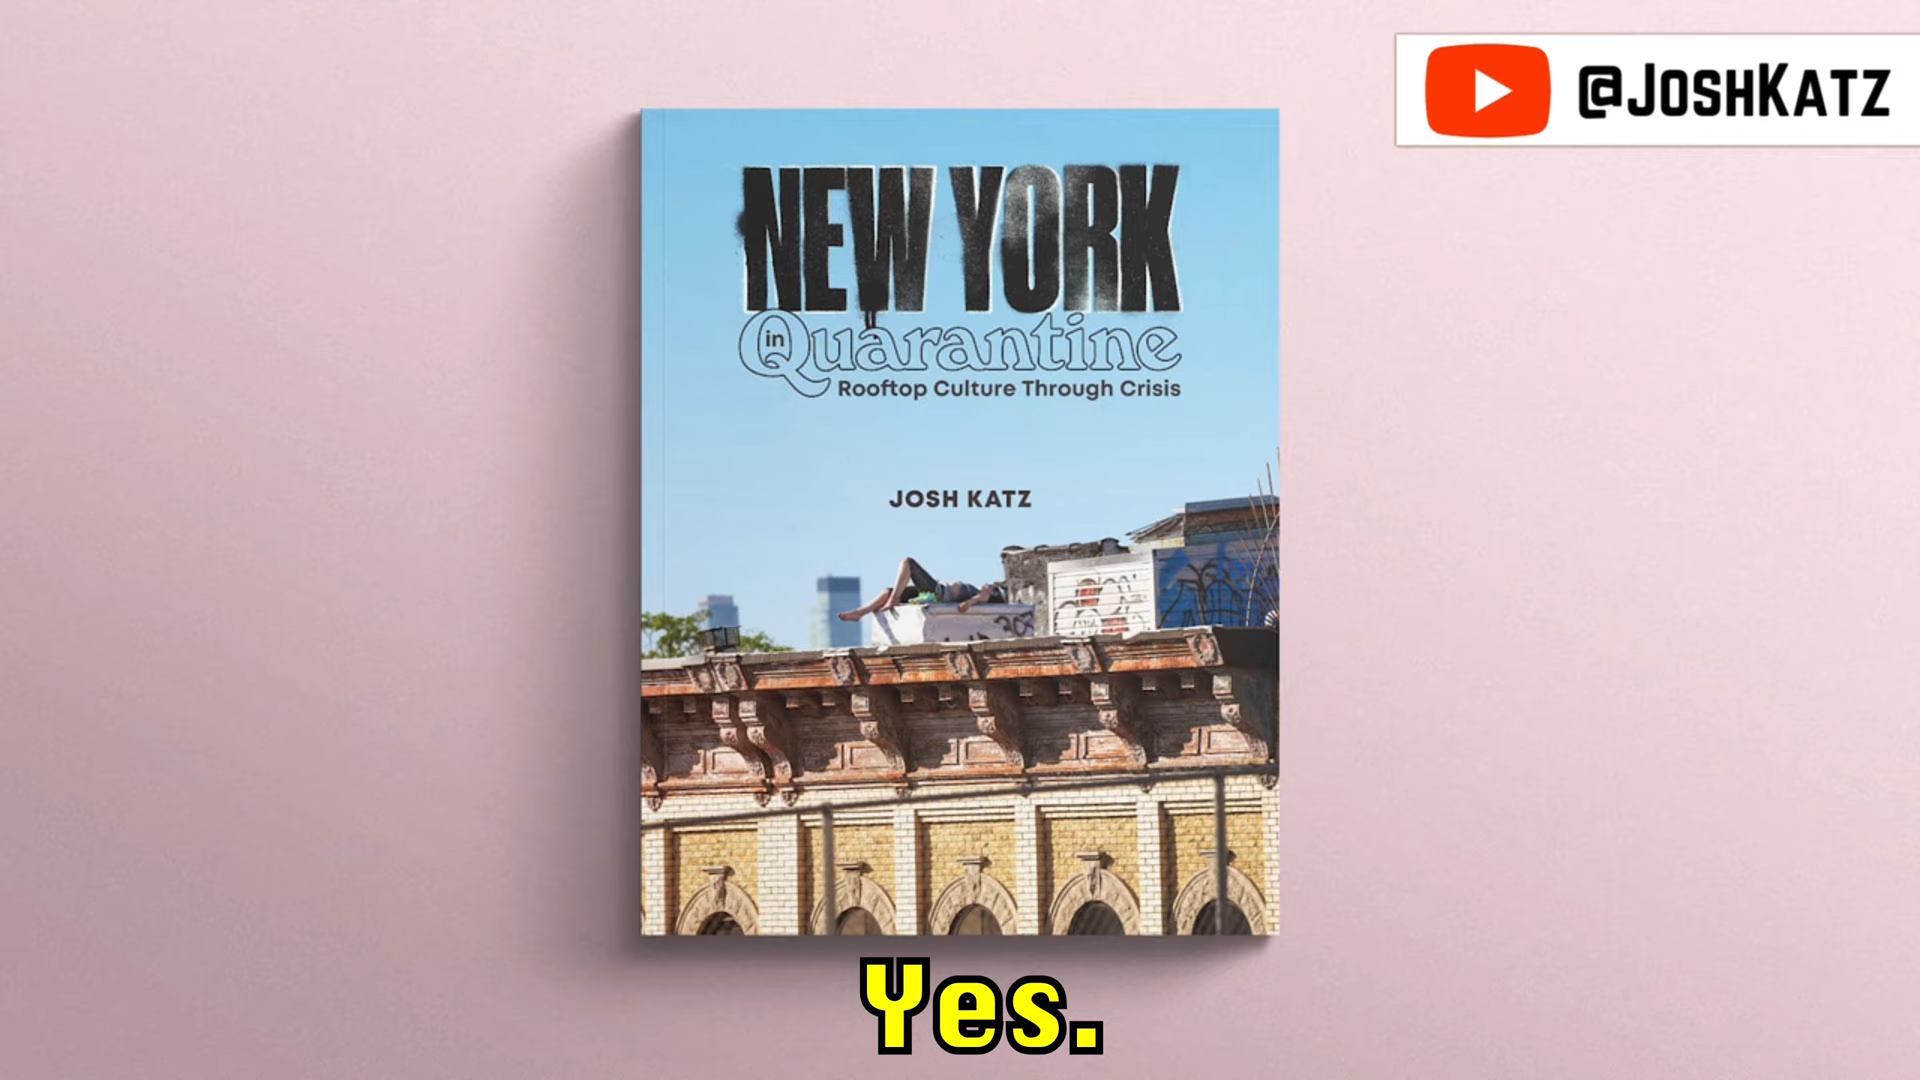 @JOSHKATZ
NEW YORK
in Quarantine
Rooftop Culture Through Crisis
JOSH KATZ
Yes.